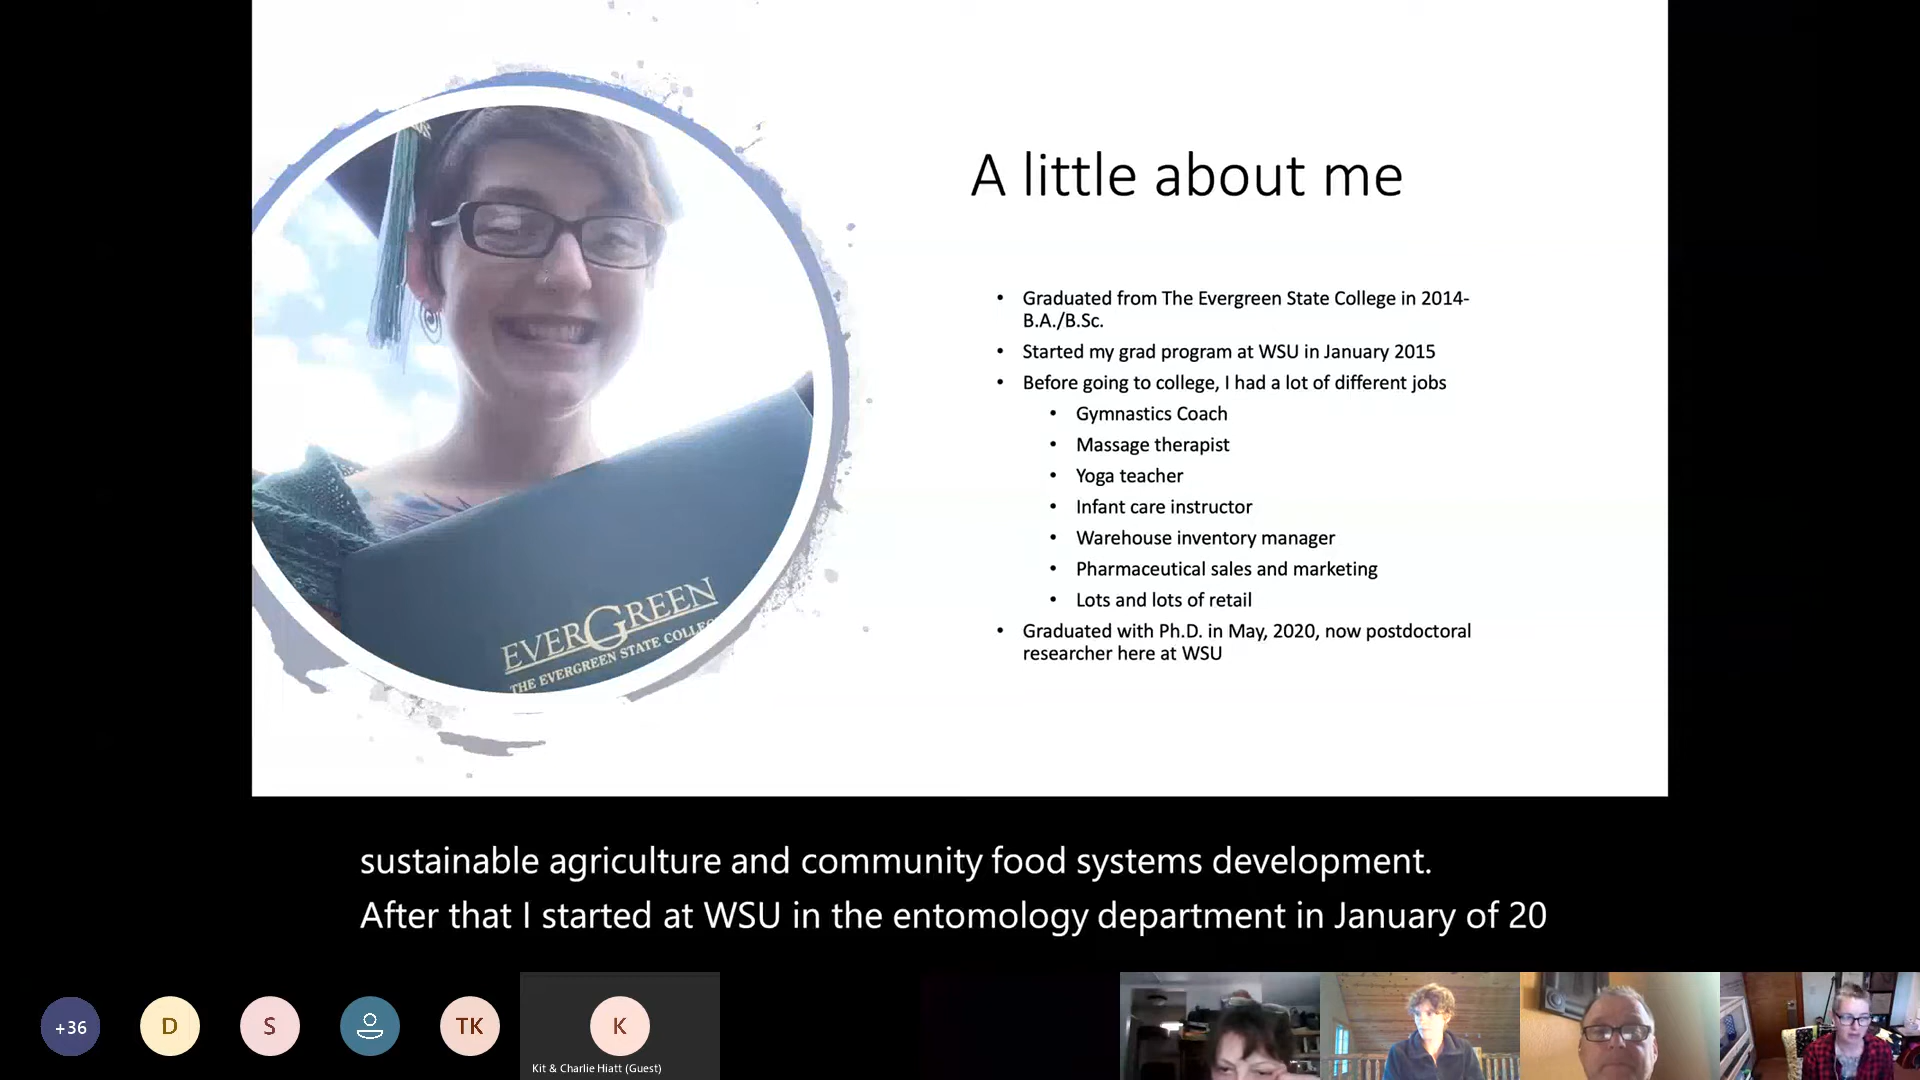 A little about me
• Graduated from The Evergreen State College in 2014-
B.A./B.Sc.
• Started my grad program at WSU in January 2015
• Before going to college, I had a lot of different jobs
• Gymnastics Coach
• Massage therapist
• Yoga teacher
• Infant care instructor
• Warehouse inventory manager
• Pharmaceutical sales and marketing
• Lots and lots of retail
• Graduated with Ph.D. in May, 2020, now postdoctoral
researcher here at WSU
EVERGREEN
THE EVERGREEN STATE COLLEG
sustainable agriculture and community food systems development.
After that I started at WSU in the entomology department in January of 20
+36
D
S
TK
K
Kit & Charlie Hiatt (Guest)